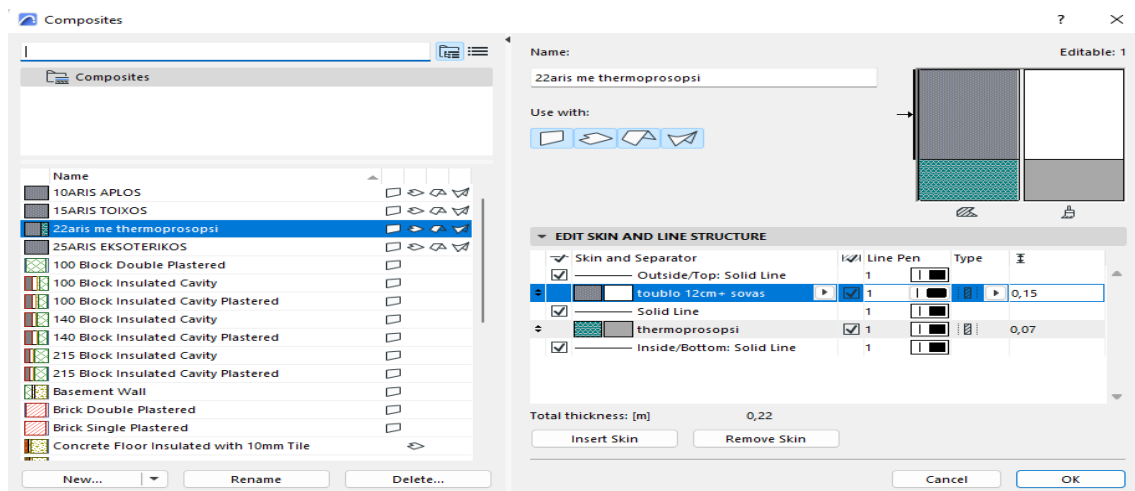 Composites
?
Composites
Name
10ARIS APLOS
15ARIS TOIXOS
22aris me thermoprosopsi
25ARIS EKSOTERIKOS
100 Block Double Plastered
100 Block Insulated Cavity
100 Block Insulated Cavity Plastered
140 Block Insulated Cavity
140 Block Insulated Cavity Plastered
215 Block Insulated Cavity
215 Block Insulated Cavity Plastered
Basement Wall
Brick Double Plastered
Brick Single Plastered
Concrete Floor Insulated with 10mm Tile
New... Rename Delete...
Name: Editable: 1
22aris me thermoprosopsi
Use with:
EDIT SKIN AND LINE STRUCTURE
Skin and Separator Line Pen Type
Outside/Top: Solid Line 1
toublo 12cm+ sovas 1 0,15
Solid Line 1
thermoprosopsi 1 0,07
Inside/Bottom: Solid Line 1
Total thickness: [m] 0,22
Insert Skin Remove Skin
Cancel OK